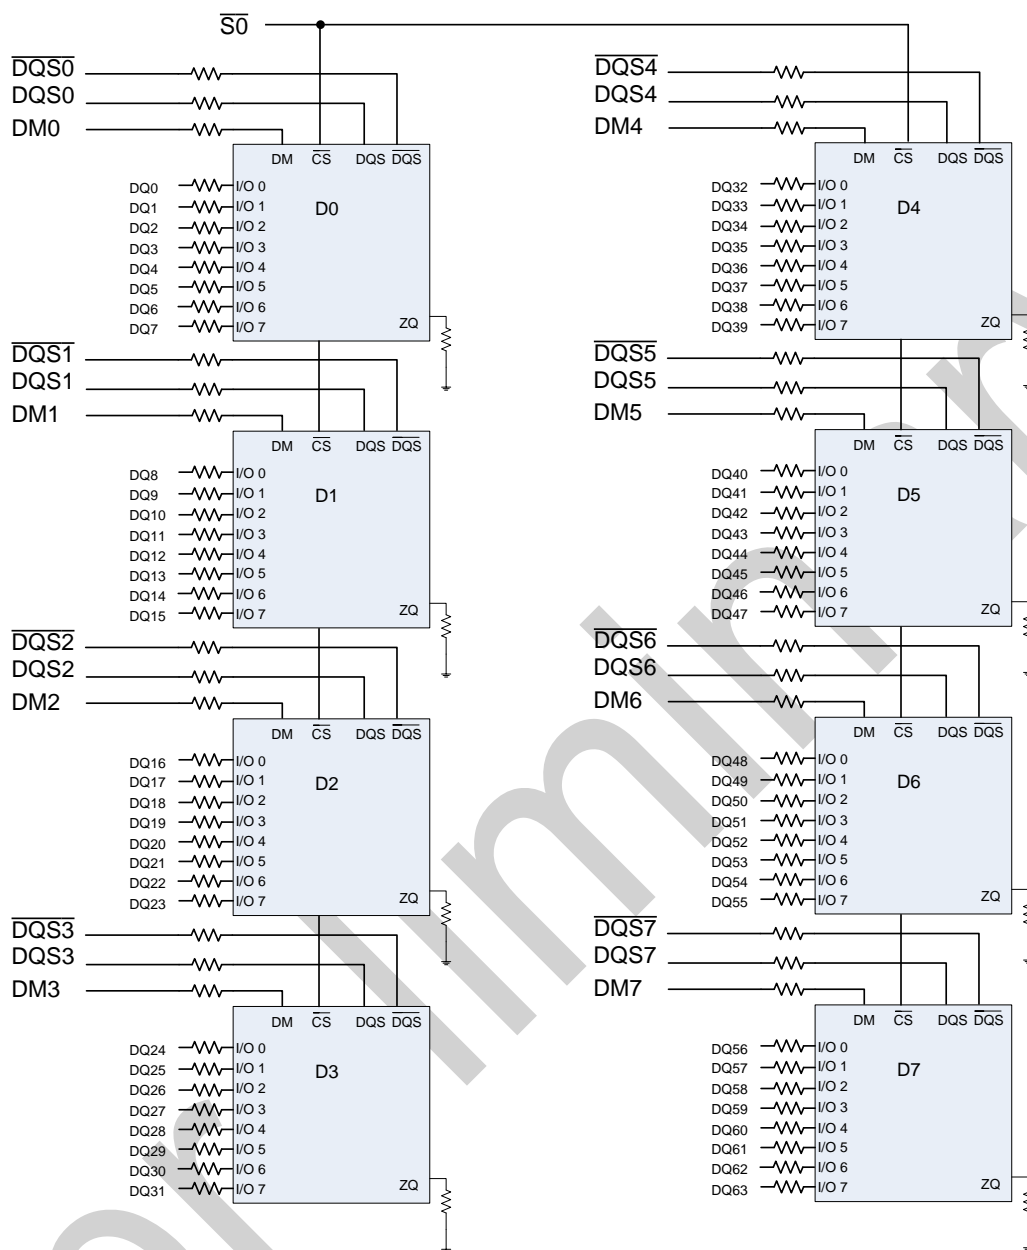 S0
DQS0
DQS0
DM0
DM CS DQS DQS
D0
DQ0 I/O 0
DQ1 I/O 1
DQ2 I/O 2
DQ3 I/O 3
DQ4 I/O 4
DQ5 I/O 5
DQ6 I/O 6
DQ7 I/O 7
ZQ
DQS1
DQS1
DM1
DM CS DQS DQS
D1
DQ8 I/O 0
DQ9 I/O 1
DQ10 I/O 2
DQ11 I/O 3
DQ12 I/O 4
DQ13 I/O 5
DQ14 I/O 6
DQ15 I/O 7
ZQ
DQS2
DQS2
DM2
DM CS DQS DQS
D2
DQ16 I/O 0
DQ17 I/O 1
DQ18 I/O 2
DQ19 I/O 3
DQ20 I/O 4
DQ21 I/O 5
DQ22 I/O 6
DQ23 I/O 7
ZQ
DQS3
DQS3
DM3
DM CS DQS DQS
D3
DQ24 I/O 0
DQ25 I/O 1
DQ26 I/O 2
DQ27 I/O 3
DQ28 I/O 4
DQ29 I/O 5
DQ30 I/O 6
DQ31 I/O 7
ZQ
DQS4
DQS4
DM4
DM CS DQS DQS
D4
DQ32 I/O 0
DQ33 I/O 1
DQ34 I/O 2
DQ35 I/O 3
DQ36 I/O 4
DQ37 I/O 5
DQ38 I/O 6
DQ39 I/O 7
ZQ
DQS5
DQS5
DM5
DM CS DQS DQS
D5
DQ40 I/O 0
DQ41 I/O 1
DQ42 I/O 2
DQ43 I/O 3
DQ44 I/O 4
DQ45 I/O 5
DQ46 I/O 6
DQ47 I/O 7
ZQ
DQS6
DQS6
DM6
DM CS DQS DQS
D6
DQ48 I/O 0
DQ49 I/O 1
DQ50 I/O 2
DQ51 I/O 3
DQ52 I/O 4
DQ53 I/O 5
DQ54 I/O 6
DQ55 I/O 7
ZQ
DQS7
DQS7
DM7
DM CS DQS DQS
D7
DQ56 I/O 0
DQ57 I/O 1
DQ58 I/O 2
DQ59 I/O 3
DQ60 I/O 4
DQ61 I/O 5
DQ62 I/O 6
DQ63 I/O 7
ZQ